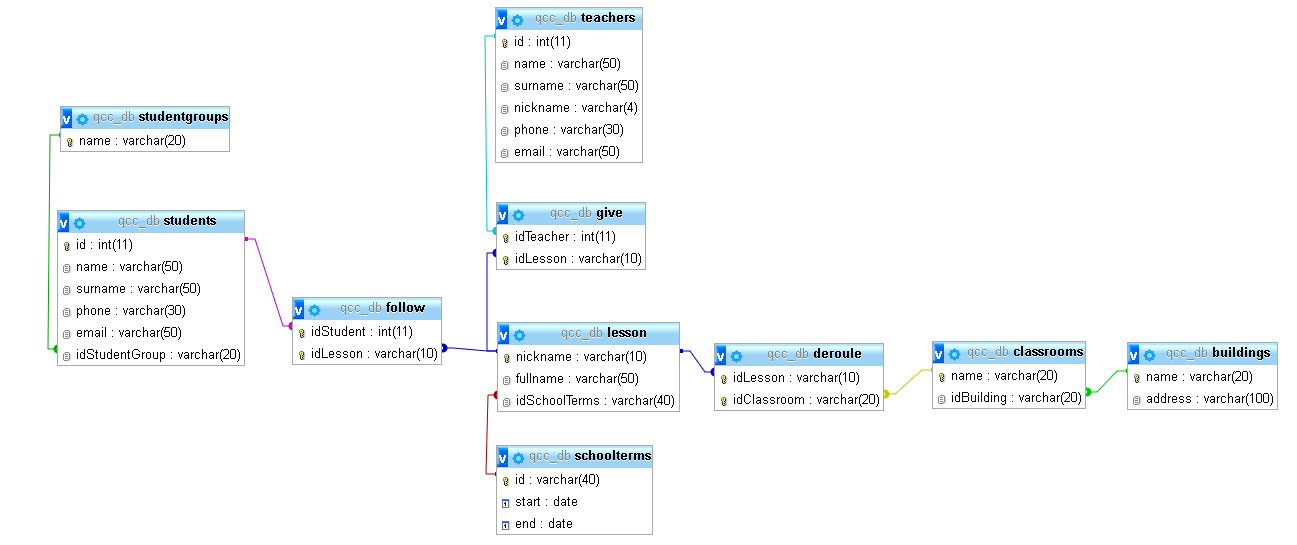 qcc_db teachers
id : int(11)
name : varchar(50)
surname : varchar(50)
nickname : varchar(4)
phone : varchar(30)
email : varchar(50)
qcc_db studentgroups
name : varchar(20)
qcc_db students
id : int(11)
name : varchar(50)
surname : varchar(50)
phone : varchar(30)
email : varchar(50)
idStudentGroup : varchar(20)
qcc_db give
idTeacher : int(11)
idLesson : varchar(10)
qcc_db follow
idStudent : int(11)
idLesson : varchar(10)
qcc_db lesson
nickname : varchar(10)
fullname : varchar(50)
idSchoolTerms : varchar(40)
qcc_db deroule
idLesson : varchar(10)
idClassroom : varchar(20)
qcc_db classrooms
name : varchar(20)
idBuilding : varchar(20)
qcc_db buildings
name : varchar(20)
address : varchar(100)
qcc_db schoolterms
id : varchar(40)
start : date
end : date